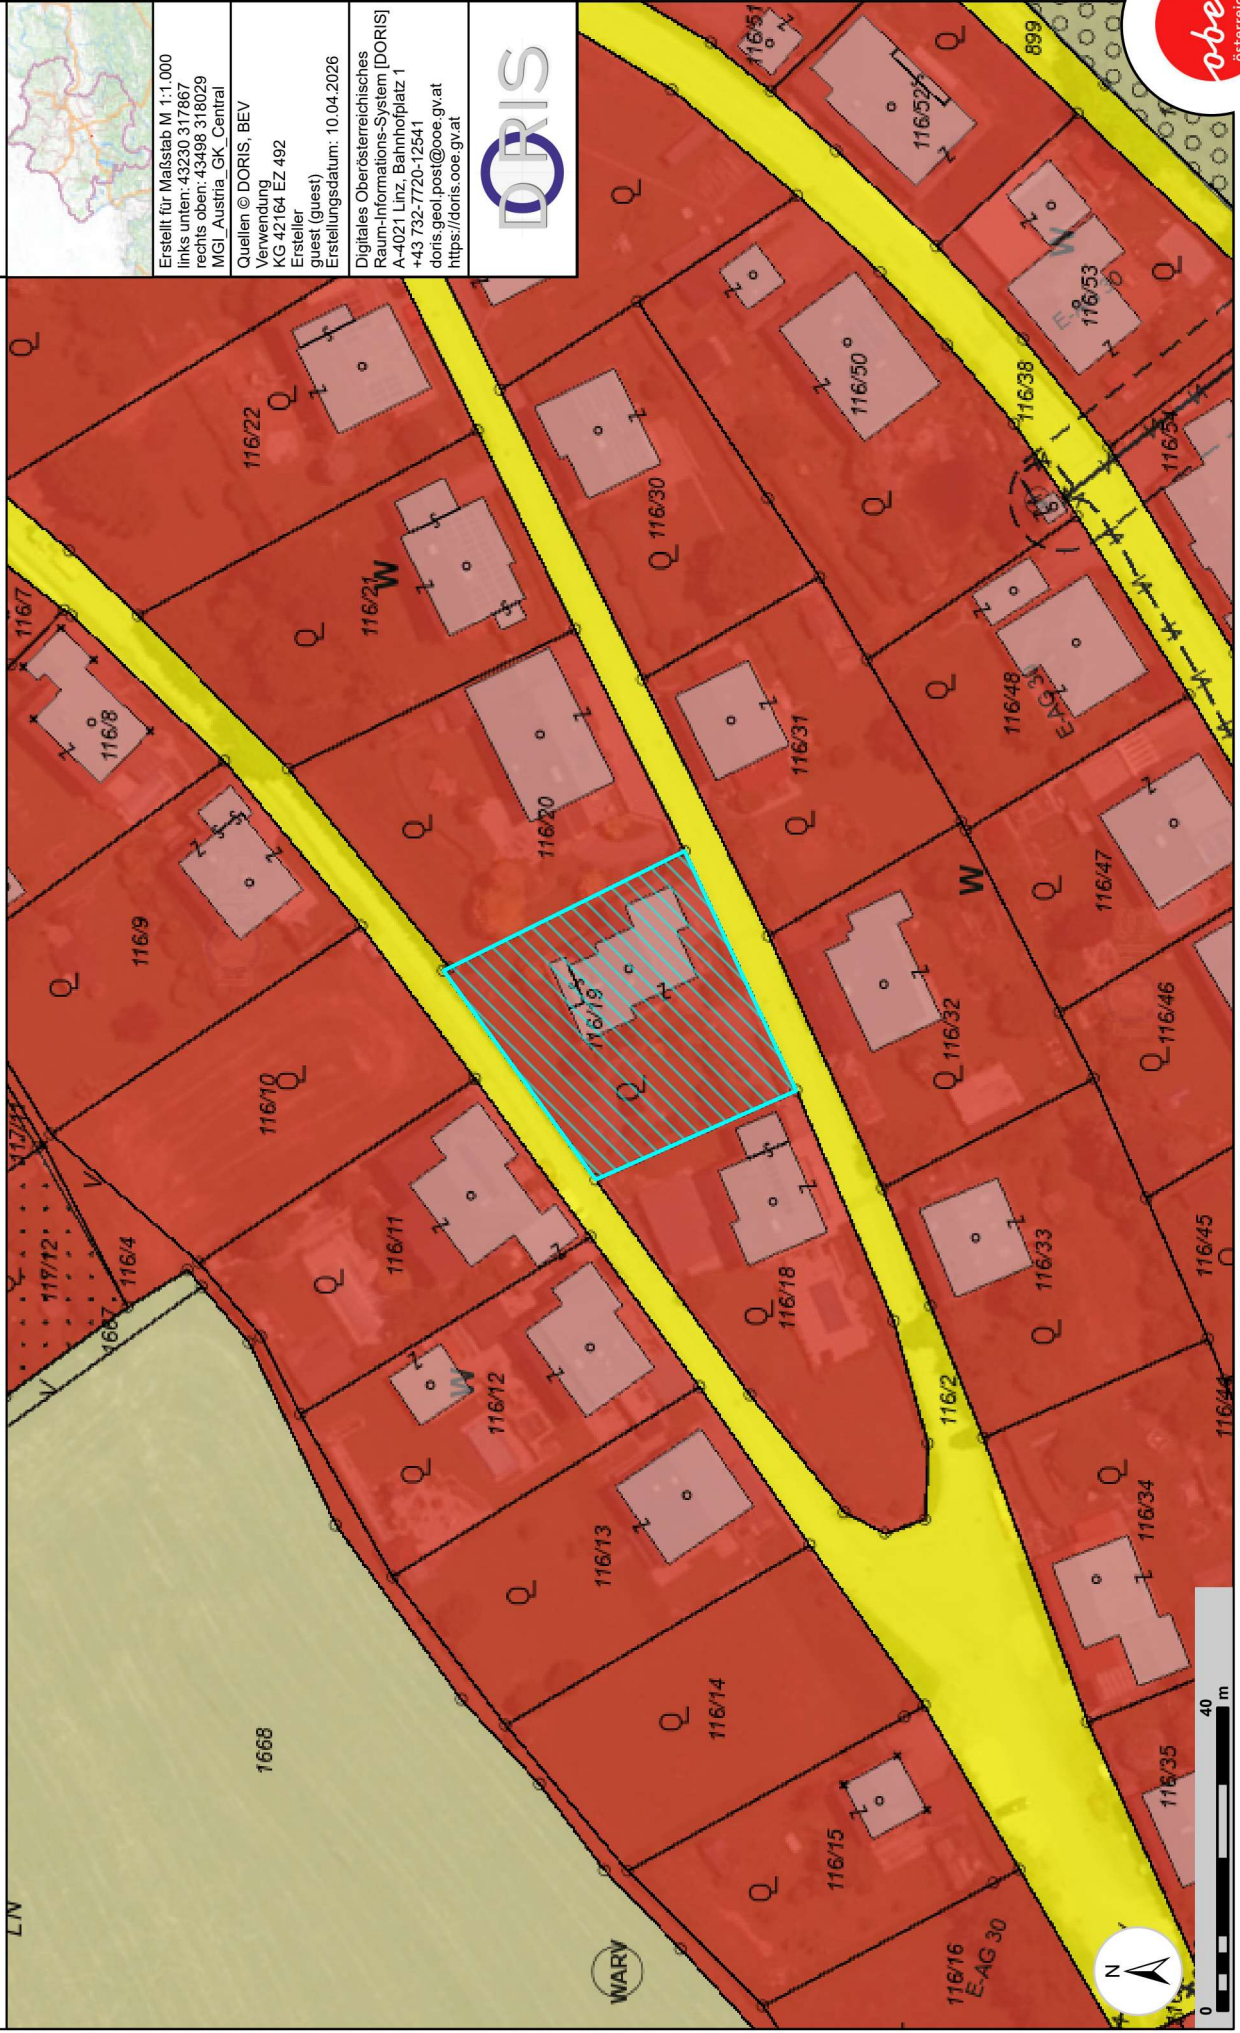 Erstellt für Maßstab M 1:1.000
links unten: 43230 317867
rechts oben: 43498 318029
MGI_Austria_GK_Central
Quellen © DORIS, BEV
Verwendung
KG 42164 EZ 492
Ersteller
guest (guest)
Erstellungsdatum: 10.04.2026
Digitales Oberösterreichisches
Raum-Informations-System [DORIS]
A-4021 Linz, Bahnhofplatz 1
+43 732-7720-12541
doris.geol.post@ooe.gv.at
https://doris.ooe.gv.at
DORIS
LN
1668
WARV
1667
117/11
117/12
116/4
116/7
116/8
116/9
116/10
116/11
116/12
W
116/13
116/14
116/15
116/16
E-AG 30
116/22
116/21
W
116/20
116/19
116/18
116/2
116/30
116/31
116/32
116/33
116/34
116/35
W
116/51
116/52
899
116/50
116/53
W
116/38
116/48
116/47
116/46
116/45
N
0
40
m